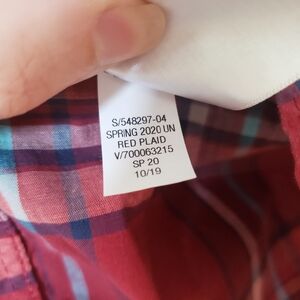 S/548297-04
SPRING 2020 UN
RED PLAID
V/700063215
SP 20
10/19